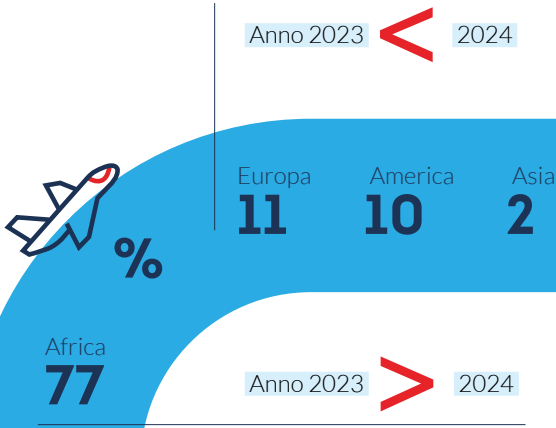 Anno 2023 < 2024
Europa America Asia
11 10 2
%
Africa
77
Anno 2023 > 2024